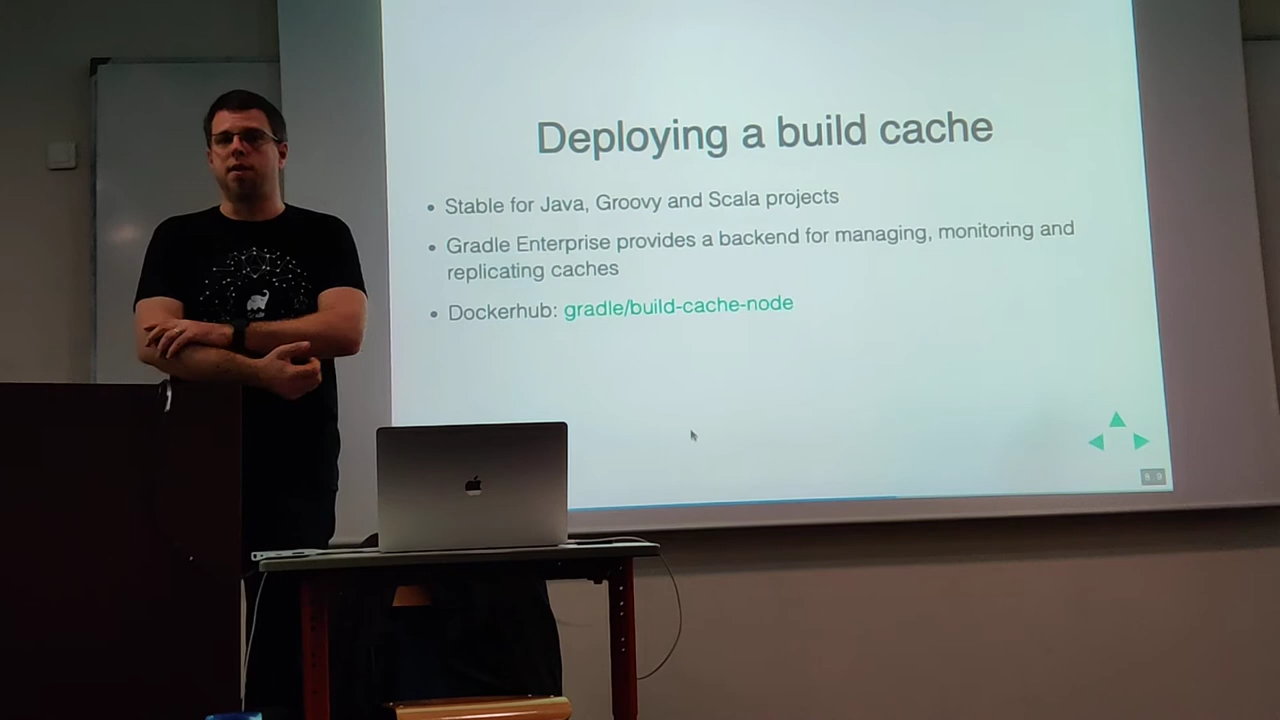 Deploying a build cache
• Stable for Java, Groovy and Scala projects
• Gradle Enterprise provides a backend for managing, monitoring and
replicating caches
• Dockerhub: gradle/build-cache-node